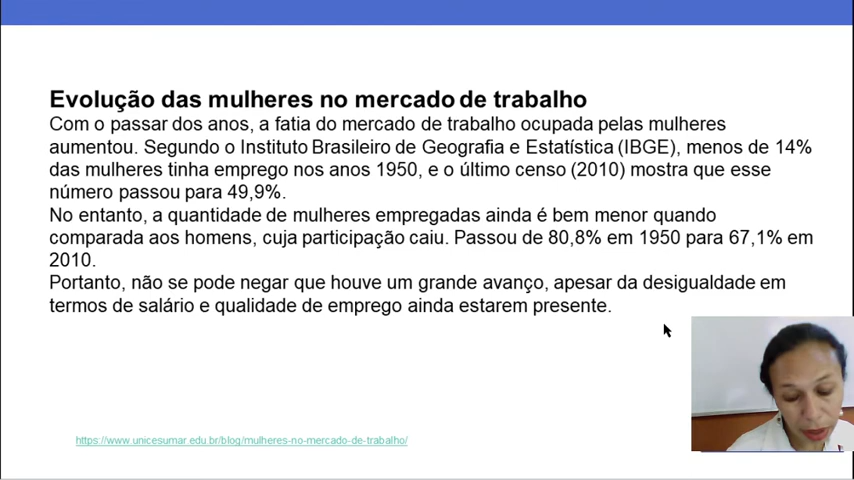 Evolução das mulheres no mercado de trabalho
Com o passar dos anos, a fatia do mercado de trabalho ocupada pelas mulheres
aumentou. Segundo o Instituto Brasileiro de Geografia e Estatística (IBGE), menos de 14%
das mulheres tinha emprego nos anos 1950, e o último censo (2010) mostra que esse
número passou para 49,9%.
No entanto, a quantidade de mulheres empregadas ainda é bem menor quando
comparada aos homens, cuja participação caiu. Passou de 80,8% em 1950 para 67,1% em
2010.
Portanto, não se pode negar que houve um grande avanço, apesar da desigualdade em
termos de salário e qualidade de emprego ainda estarem presente.
https://www.unicesumar.edu.br/blog/mulheres-no-mercado-de-trabalho/